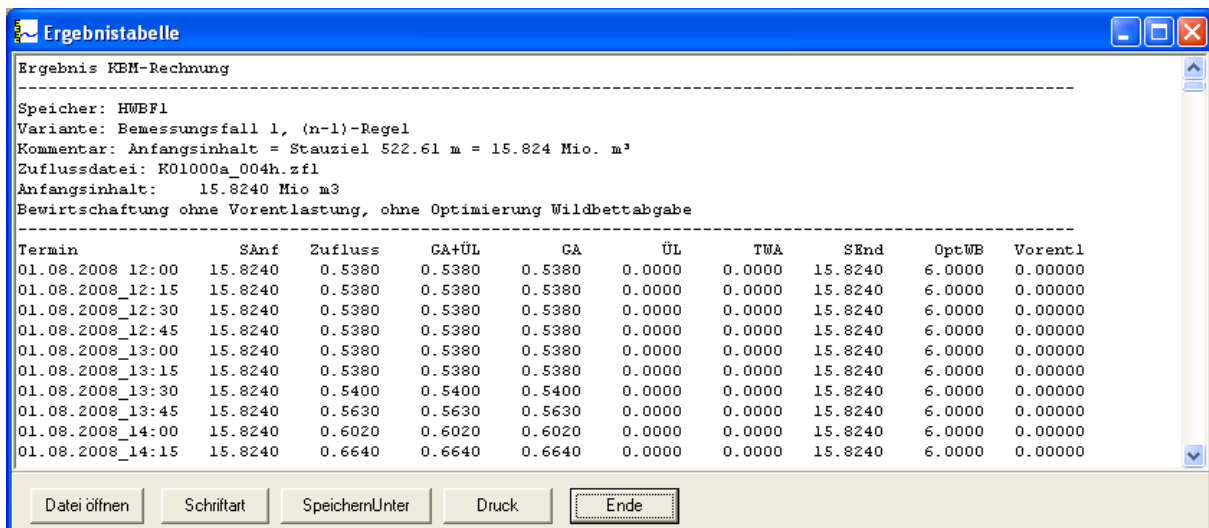 Ergebnistabelle
Ergebnis KBM-Rechnung
--------------------------------------------------------------------------------------------------------------
Speicher: HWBF1
Variante: Bemessungsfall 1, (n-1)-Regel
Kommentar: Anfangsinhalt = Stauziel 522.61 m = 15.824 Mio. m³
Zuflussdatei: K01000a_004h.zfl
Anfangsinhalt: 15.8240 Mio m3
Bewirtschaftung ohne Vorentlastung, ohne Optimierung Wildbettabgabe
--------------------------------------------------------------------------------------------------------------
Termin SAnf Zufluss GA+ÜL GA ÜL TWA SEnd OptWB Vorentl
01.08.2008 12:00 15.8240 0.5380 0.5380 0.5380 0.0000 0.0000 15.8240 6.0000 0.00000
01.08.2008_12:15 15.8240 0.5380 0.5380 0.5380 0.0000 0.0000 15.8240 6.0000 0.00000
01.08.2008_12:30 15.8240 0.5380 0.5380 0.5380 0.0000 0.0000 15.8240 6.0000 0.00000
01.08.2008_12:45 15.8240 0.5380 0.5380 0.5380 0.0000 0.0000 15.8240 6.0000 0.00000
01.08.2008_13:00 15.8240 0.5380 0.5380 0.5380 0.0000 0.0000 15.8240 6.0000 0.00000
01.08.2008_13:15 15.8240 0.5380 0.5380 0.5380 0.0000 0.0000 15.8240 6.0000 0.00000
01.08.2008_13:30 15.8240 0.5400 0.5400 0.5400 0.0000 0.0000 15.8240 6.0000 0.00000
01.08.2008_13:45 15.8240 0.5630 0.5630 0.5630 0.0000 0.0000 15.8240 6.0000 0.00000
01.08.2008_14:00 15.8240 0.6020 0.6020 0.6020 0.0000 0.0000 15.8240 6.0000 0.00000
01.08.2008_14:15 15.8240 0.6640 0.6640 0.6640 0.0000 0.0000 15.8240 6.0000 0.00000
Datei öffnen Schriftart SpeichernUnter Druck Ende